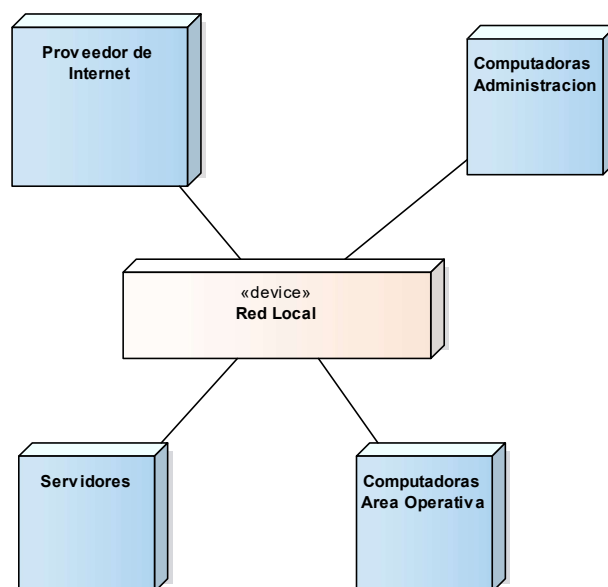 Proveedor de
Internet
Computadoras
Administracion
«device»
Red Local
Servidores
Computadoras
Area Operativa